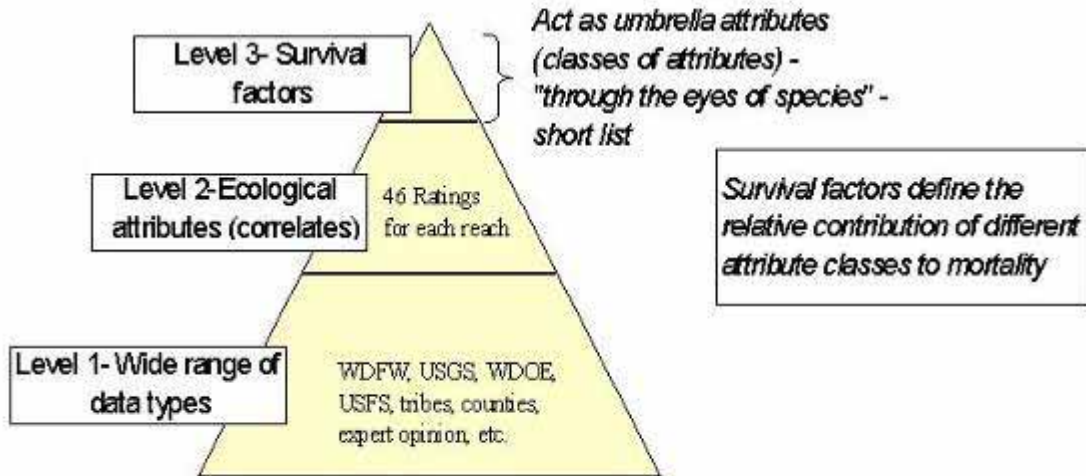 Level 3- Survival
factors
Act as umbrella attributes
(classes of attributes) -
"through the eyes of species" -
short list
Level 2-Ecological
attributes (correlates)
46 Ratings
for each reach
Survival factors define the
relative contribution of different
attribute classes to mortality
Level 1- Wide range of
data types
WDFW, USGS, WDOE,
USFS, tribes, counties,
expert opinion, etc.